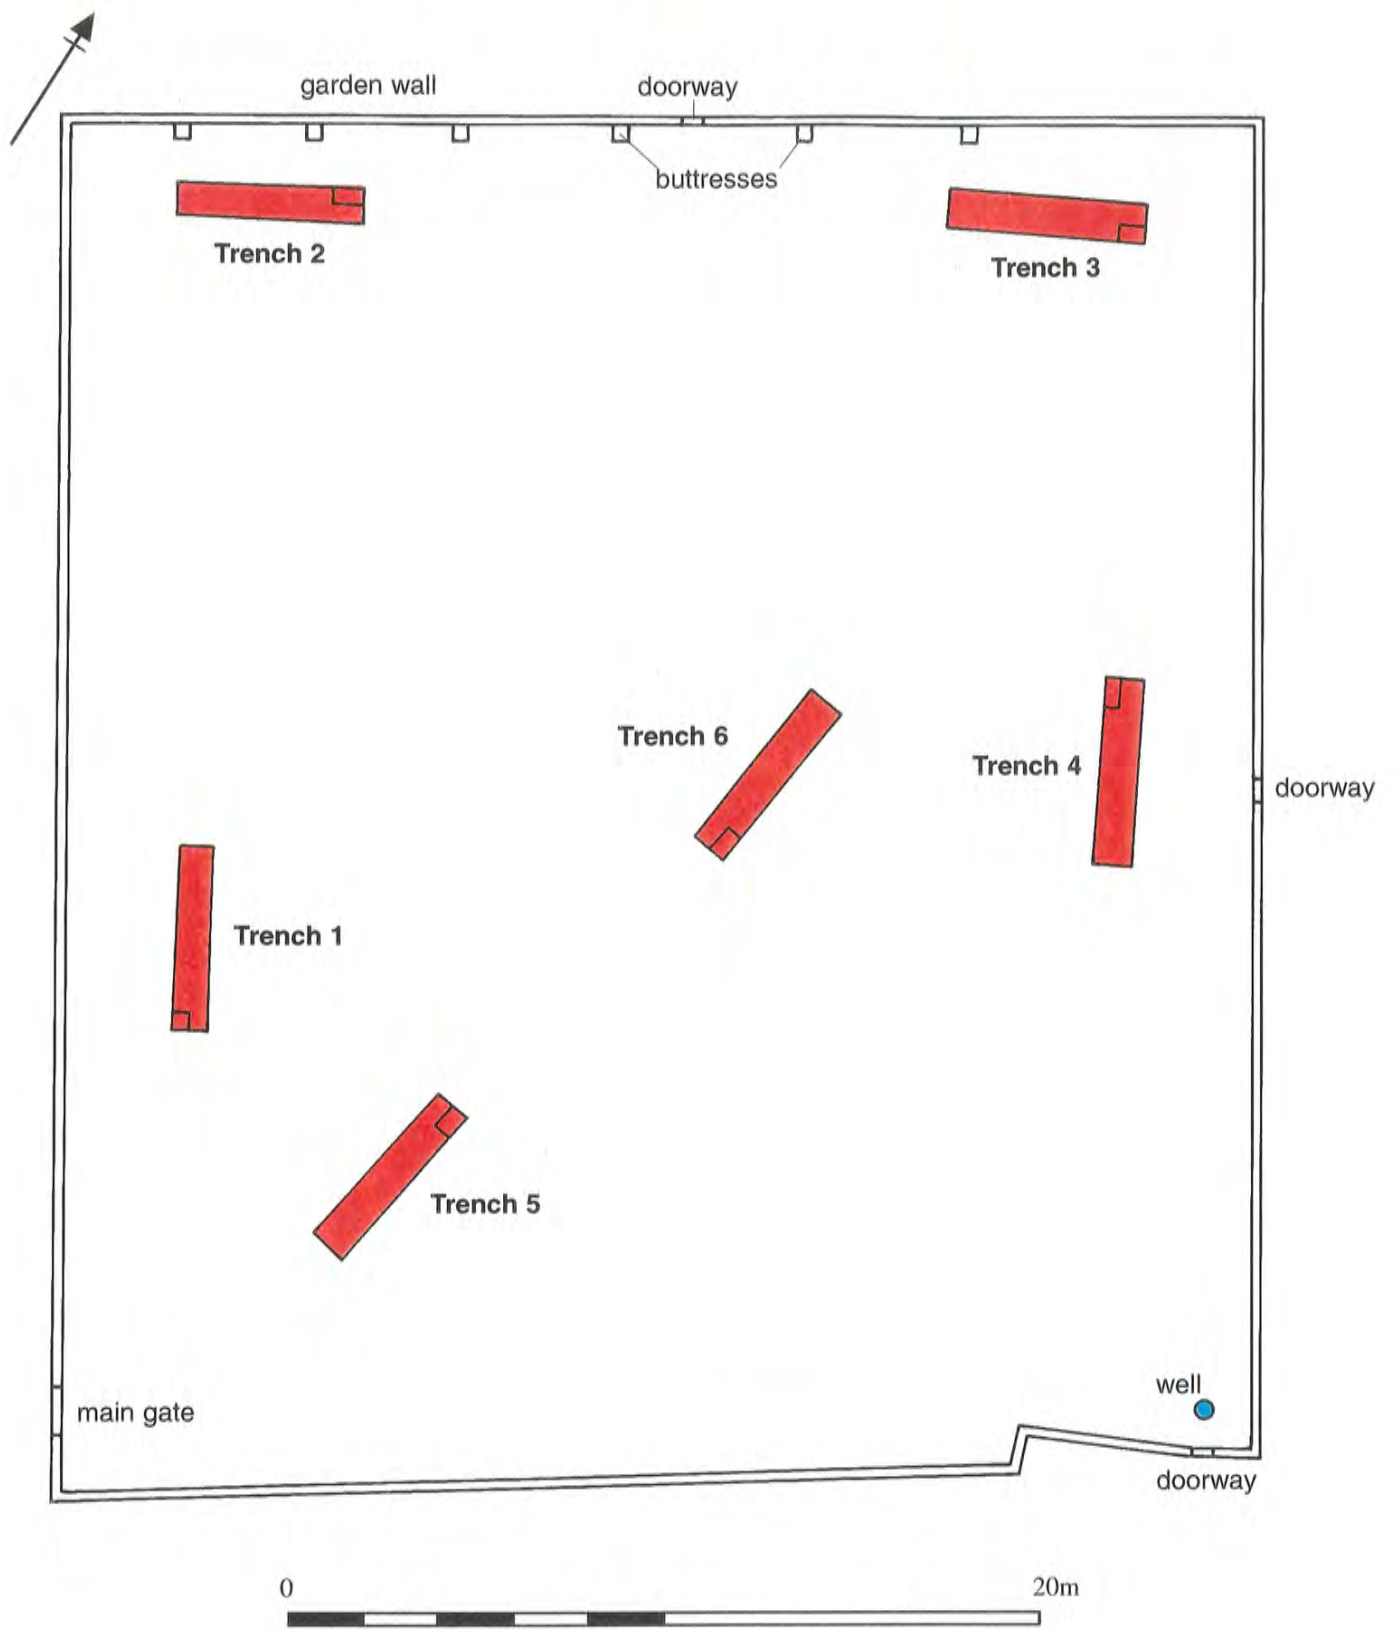 garden wall
doorway
buttresses
Trench 2
Trench 3
Trench 6
Trench 4
doorway
Trench 1
Trench 5
well
main gate
doorway
0
20m